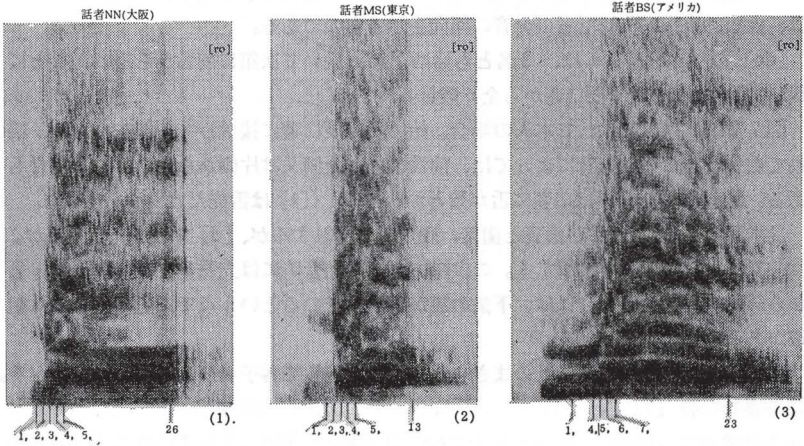 話者NN(大阪)
[ro]
1, 2, 3, 4, 5, 26
(1).
話者MS(東京)
[ro]
1, 2, 3, 4, 5, 13
(2)
話者BS(アメリカ)
[ro]
1, 4, 5, 6, 7, 23
(3)